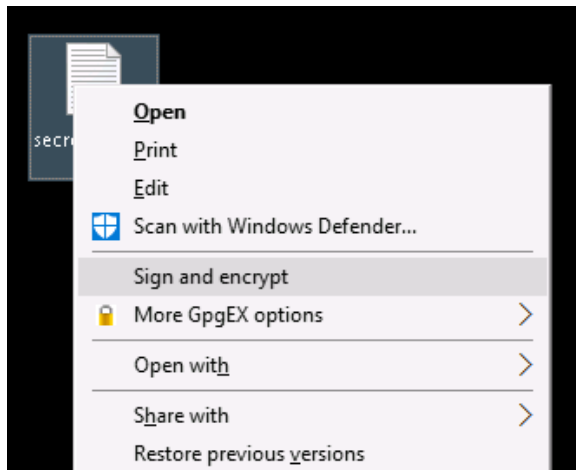 Open
secr
Print
Edit
Scan with Windows Defender...
Sign and encrypt
More GpgEX options
Open with
Share with
Restore previous versions